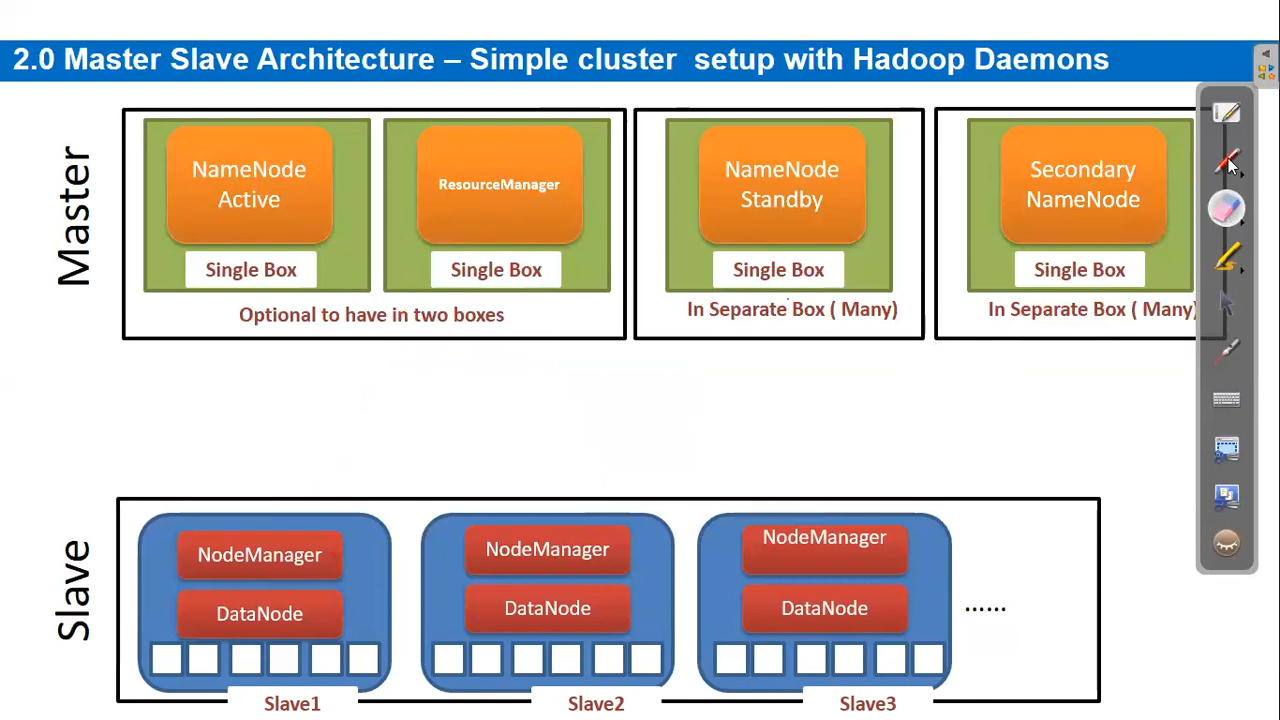 2.0 Master Slave Architecture – Simple cluster setup with Hadoop Daemons
Master
NameNode
Active
Single Box
ResourceManager
Single Box
Optional to have in two boxes
NameNode
Standby
Single Box
In Separate Box ( Many)
Secondary
NameNode
Single Box
In Separate Box ( Many)
Slave
NodeManager
DataNode
Slave1
NodeManager
DataNode
Slave2
NodeManager
DataNode
Slave3
......